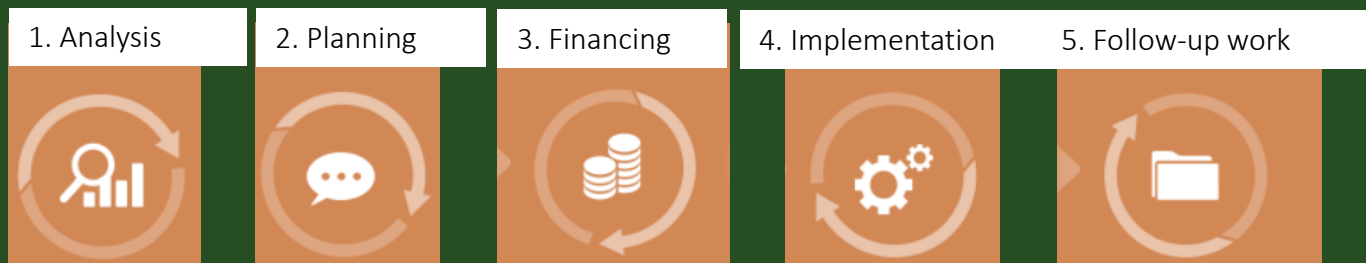 1. Analysis
2. Planning
3. Financing
4. Implementation
5. Follow-up work